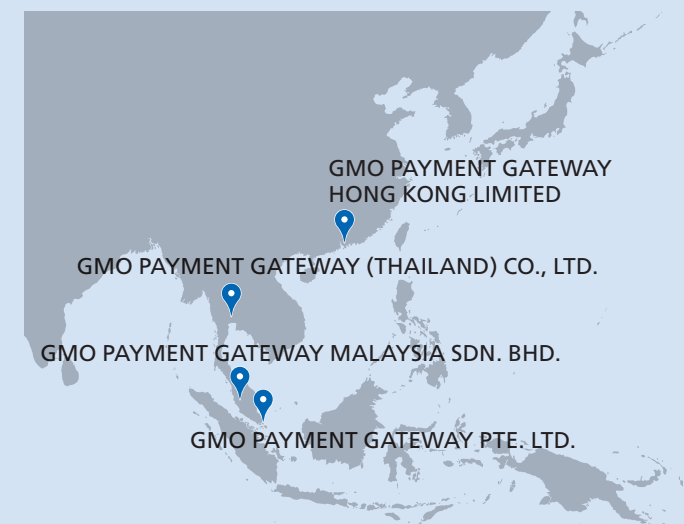 GMO PAYMENT GATEWAY
HONG KONG LIMITED
GMO PAYMENT GATEWAY (THAILAND) CO., LTD.
GMO PAYMENT GATEWAY MALAYSIA SDN. BHD.
GMO PAYMENT GATEWAY PTE. LTD.